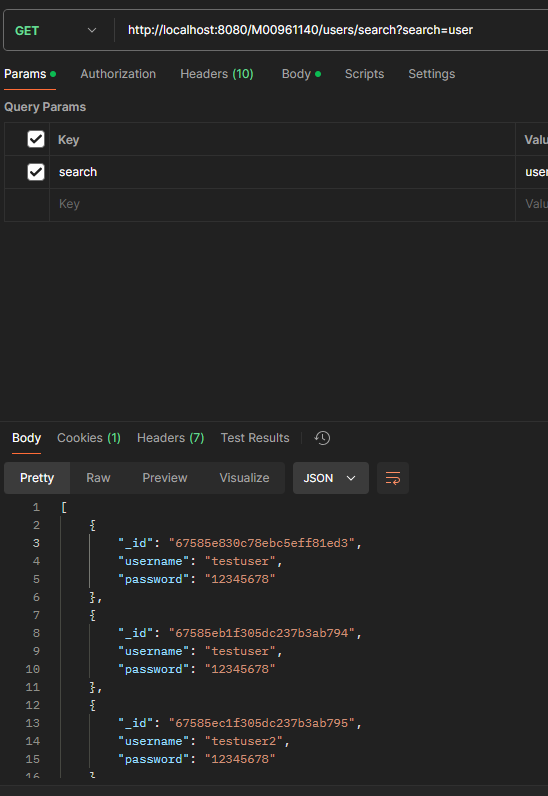 GET http://localhost:8080/M00961140/users/search?search=user
Params Authorization Headers (10) Body Scripts Settings
Query Params
Key Valu
search user
Key Valu
Body Cookies (1) Headers (7) Test Results
Pretty Raw Preview Visualize JSON
1 [
2 {
3 "_id": "67585e830c78ebc5eff81ed3",
4 "username": "testuser",
5 "password": "12345678"
6 },
7 {
8 "_id": "67585eb1f305dc237b3ab794",
9 "username": "testuser",
10 "password": "12345678"
11 },
12 {
13 "_id": "67585ec1f305dc237b3ab795",
14 "username": "testuser2",
15 "password": "12345678"
16 }